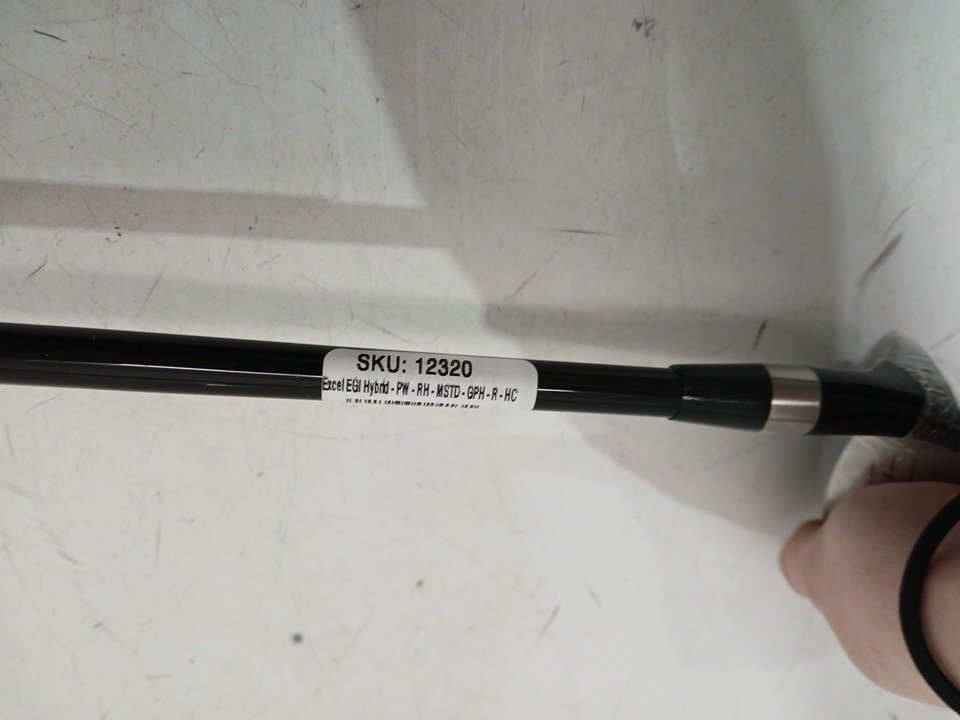 SKU: 12320
Excel EGI Hybrid - PW - RH - MSTD - GPH - R - HC